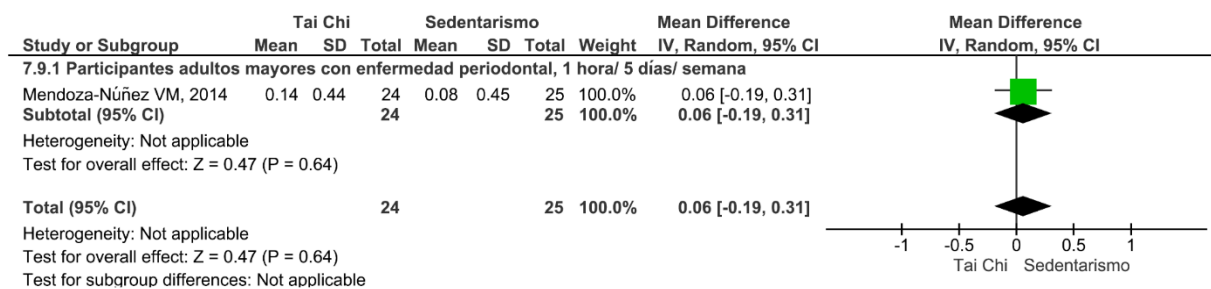 Tai Chi Sedentarismo Mean Difference Mean Difference
Study or Subgroup Mean SD Total Mean SD Total Weight IV, Random, 95% CI IV, Random, 95% CI
7.9.1 Participantes adultos mayores con enfermedad periodontal, 1 hora/ 5 días/ semana
Mendoza-Núñez VM, 2014 0.14 0.44 24 0.08 0.45 25 100.0% 0.06 [-0.19, 0.31]
Subtotal (95% CI) 24 25 100.0% 0.06 [-0.19, 0.31]
Heterogeneity: Not applicable
Test for overall effect: Z = 0.47 (P = 0.64)
Total (95% CI) 24 25 100.0% 0.06 [-0.19, 0.31]
Heterogeneity: Not applicable
Test for overall effect: Z = 0.47 (P = 0.64)
Test for subgroup differences: Not applicable
-1 -0.5 0 0.5 1
Tai Chi Sedentarismo